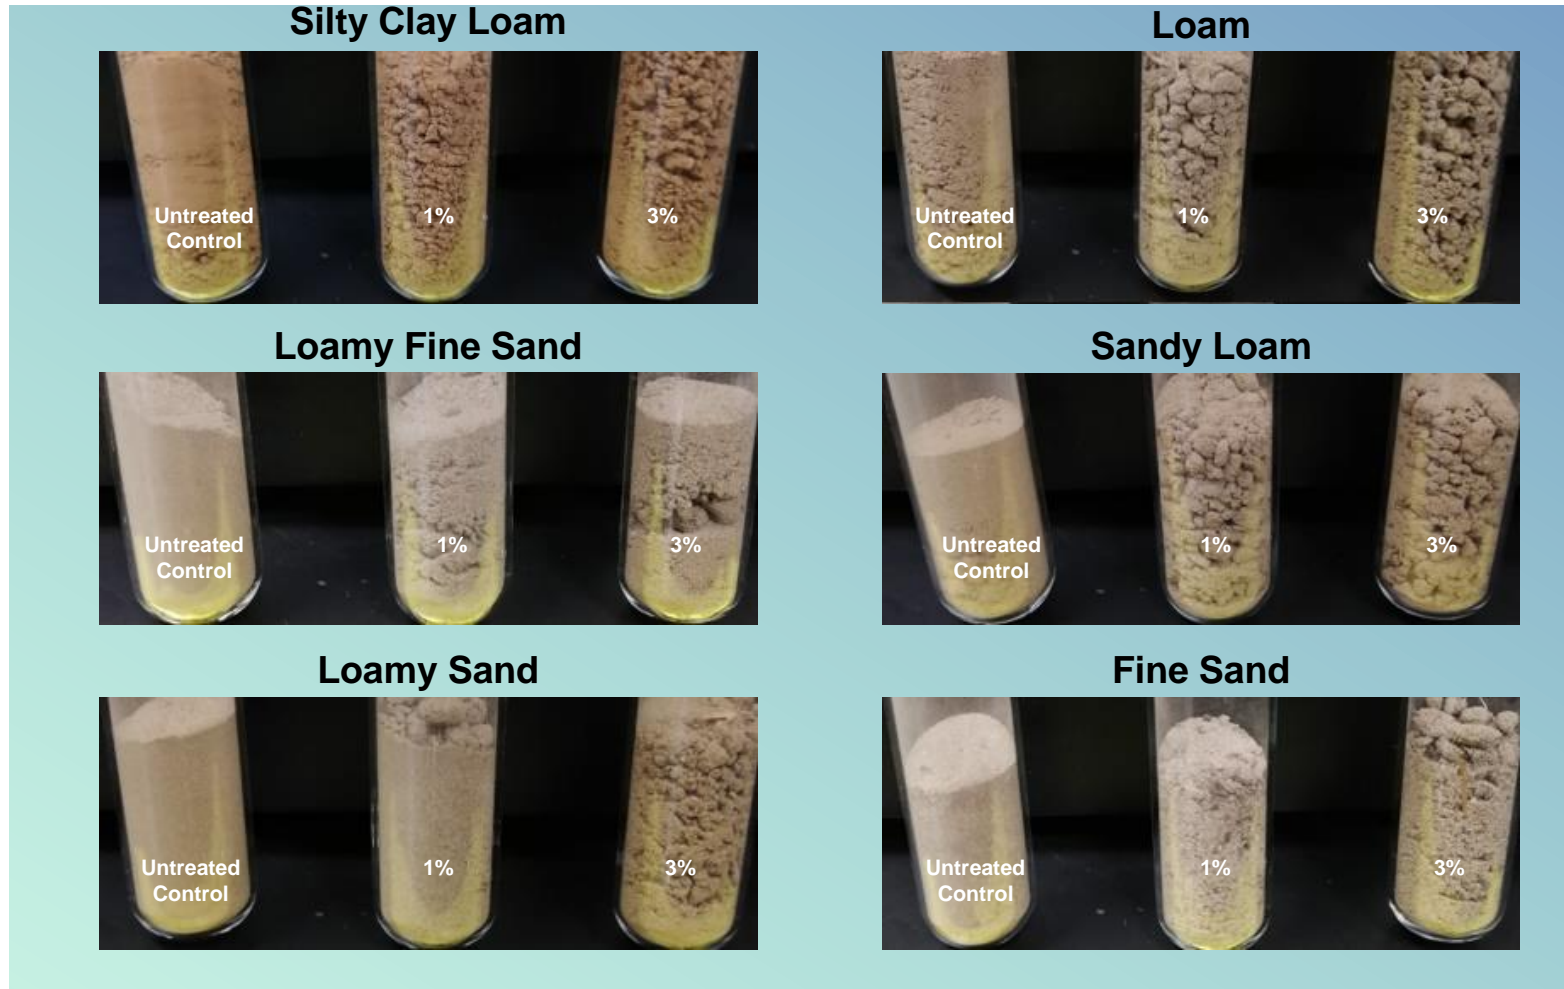 Silty Clay Loam
Untreated
Control
1%
3%
Loam
Untreated
Control
1%
3%
Loamy Fine Sand
Untreated
Control
1%
3%
Sandy Loam
Untreated
Control
1%
3%
Loamy Sand
Untreated
Control
1%
3%
Fine Sand
Untreated
Control
1%
3%